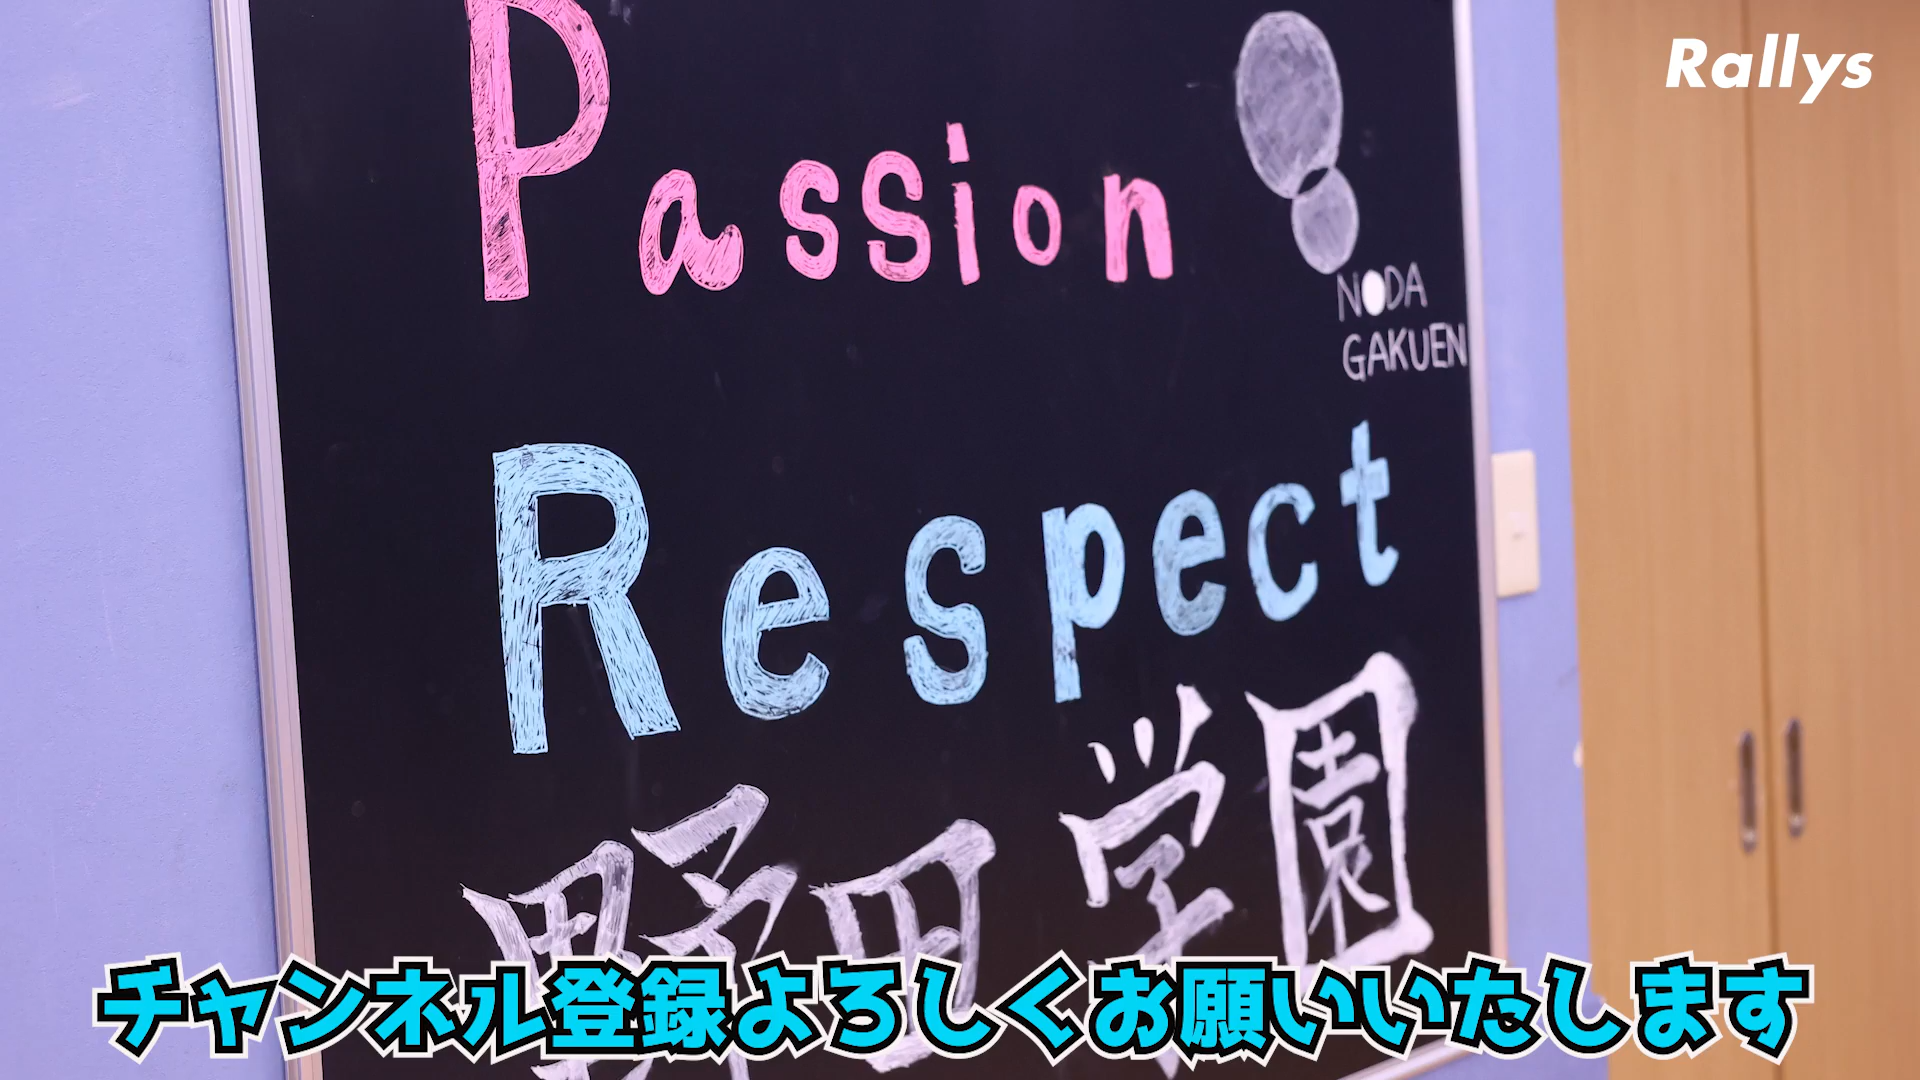 Rallys
Passion
NODA
GAKUEN
Respect
野田学園
チャンネル登録よろしくお願いいたします